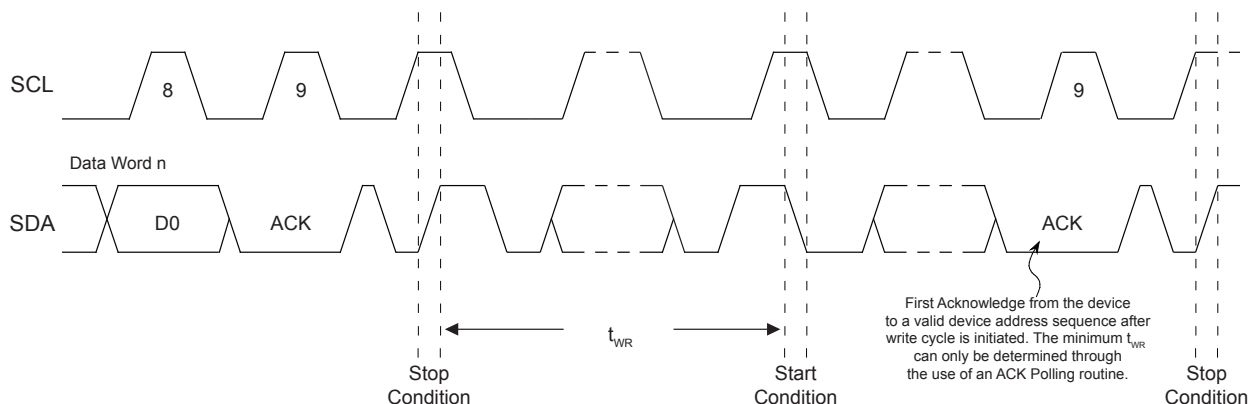 SCL
8
9
9
Data Word n
SDA
D0
ACK
ACK
First Acknowledge from the device
to a valid device address sequence after
write cycle is initiated. The minimum tWR
can only be determined through
the use of an ACK Polling routine.
tWR
Stop
Condition
Start
Condition
Stop
Condition